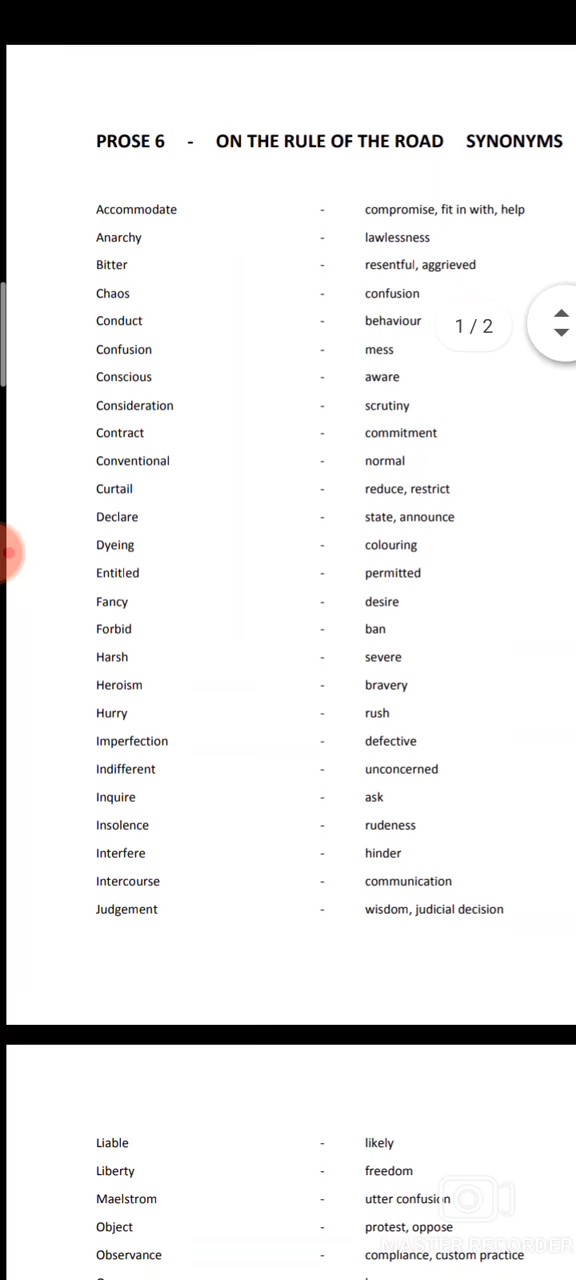 PROSE 6 - ON THE RULE OF THE ROAD SYNONYMS
Accommodate - compromise, fit in with, help
Anarchy - lawlessness
Bitter - resentful, aggrieved
Chaos - confusion
Conduct - behaviour
1 / 2
Confusion - mess
Conscious - aware
Consideration - scrutiny
Contract - commitment
Conventional - normal
Curtail - reduce, restrict
Declare - state, announce
Dyeing - colouring
Entitled - permitted
Fancy - desire
Forbid - ban
Harsh - severe
Heroism - bravery
Hurry - rush
Imperfection - defective
Indifferent - unconcerned
Inquire - ask
Insolence - rudeness
Interfere - hinder
Intercourse - communication
Judgement - wisdom, judicial decision
Liable - likely
Liberty - freedom
Maelstrom - utter confusion
Object - protest, oppose
MASTER RECORDER
Observance - compliance, custom practice